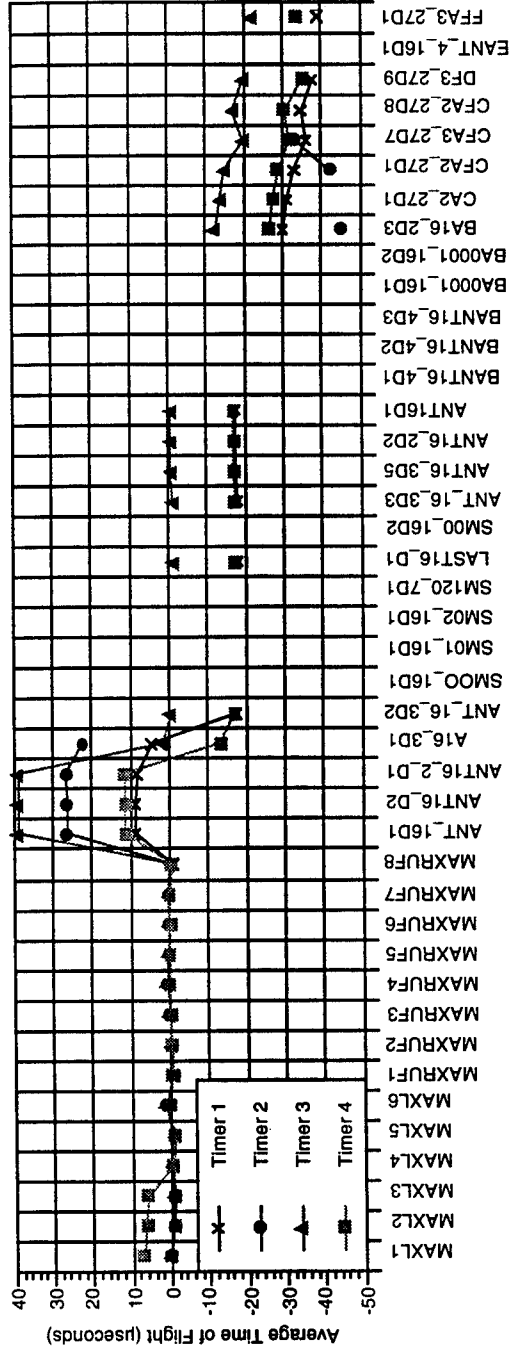 Average Time of Flight (µseconds)
40
30
20
10
0
-10
-20
-30
-40
-50
Timer 1
Timer 2
Timer 3
Timer 4
MAXL1
MAXL2
MAXL3
MAXL4
MAXL5
MAXL6
MAXRUF1
MAXRUF2
MAXRUF3
MAXRUF4
MAXRUF5
MAXRUF6
MAXRUF7
MAXRUF8
ANT_16D1
ANT16_D2
ANT16_2_D1
A16_3D1
ANT_16_3D2
SMOO_16D1
SM01_16D1
SM02_16D1
SM120_7D1
LAST16_D1
SM00_16D2
ANT_16_3D3
ANT16_3D5
ANT16_2D2
ANT16D1
BANT16_4D1
BANT16_4D2
BANT16_4D3
BA0001_16D1
BA0001_16D2
BA16_2D3
CA2_27D1
CFA2_27D1
CFA3_27D7
CFA2_27D8
DF3_27D9
EANT_4_16D1
FFA3_27D1